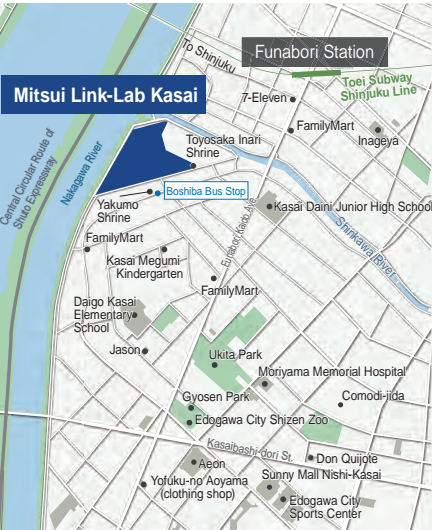 To Shinjuku
Funabori Station
Toei Subway
Shinjuku Line
Mitsui Link-Lab Kasai
7-Eleven
FamilyMart
Inageya
Central Circular Route of
Shuto Expressway
Nakagawa River
Toyosaka Inari
Shrine
Boshiba Bus Stop
Yakumo
Shrine
Kasai Daini Junior High School
Shinkawa River
Funabori Kaido Ave.
FamilyMart
Kasai Megumi
Kindergarten
FamilyMart
Daigo Kasai
Elementary
School
Jason
Ukita Park
Moriyama Memorial Hospital
Gyosen Park
Comodi-iida
Edogawa City Shizen Zoo
Kasaibashi-dori St.
Aeon
Don Quijote
Yofuku-no Aoyama
(clothing shop)
Sunny Mall Nishi-Kasai
Edogawa City
Sports Center